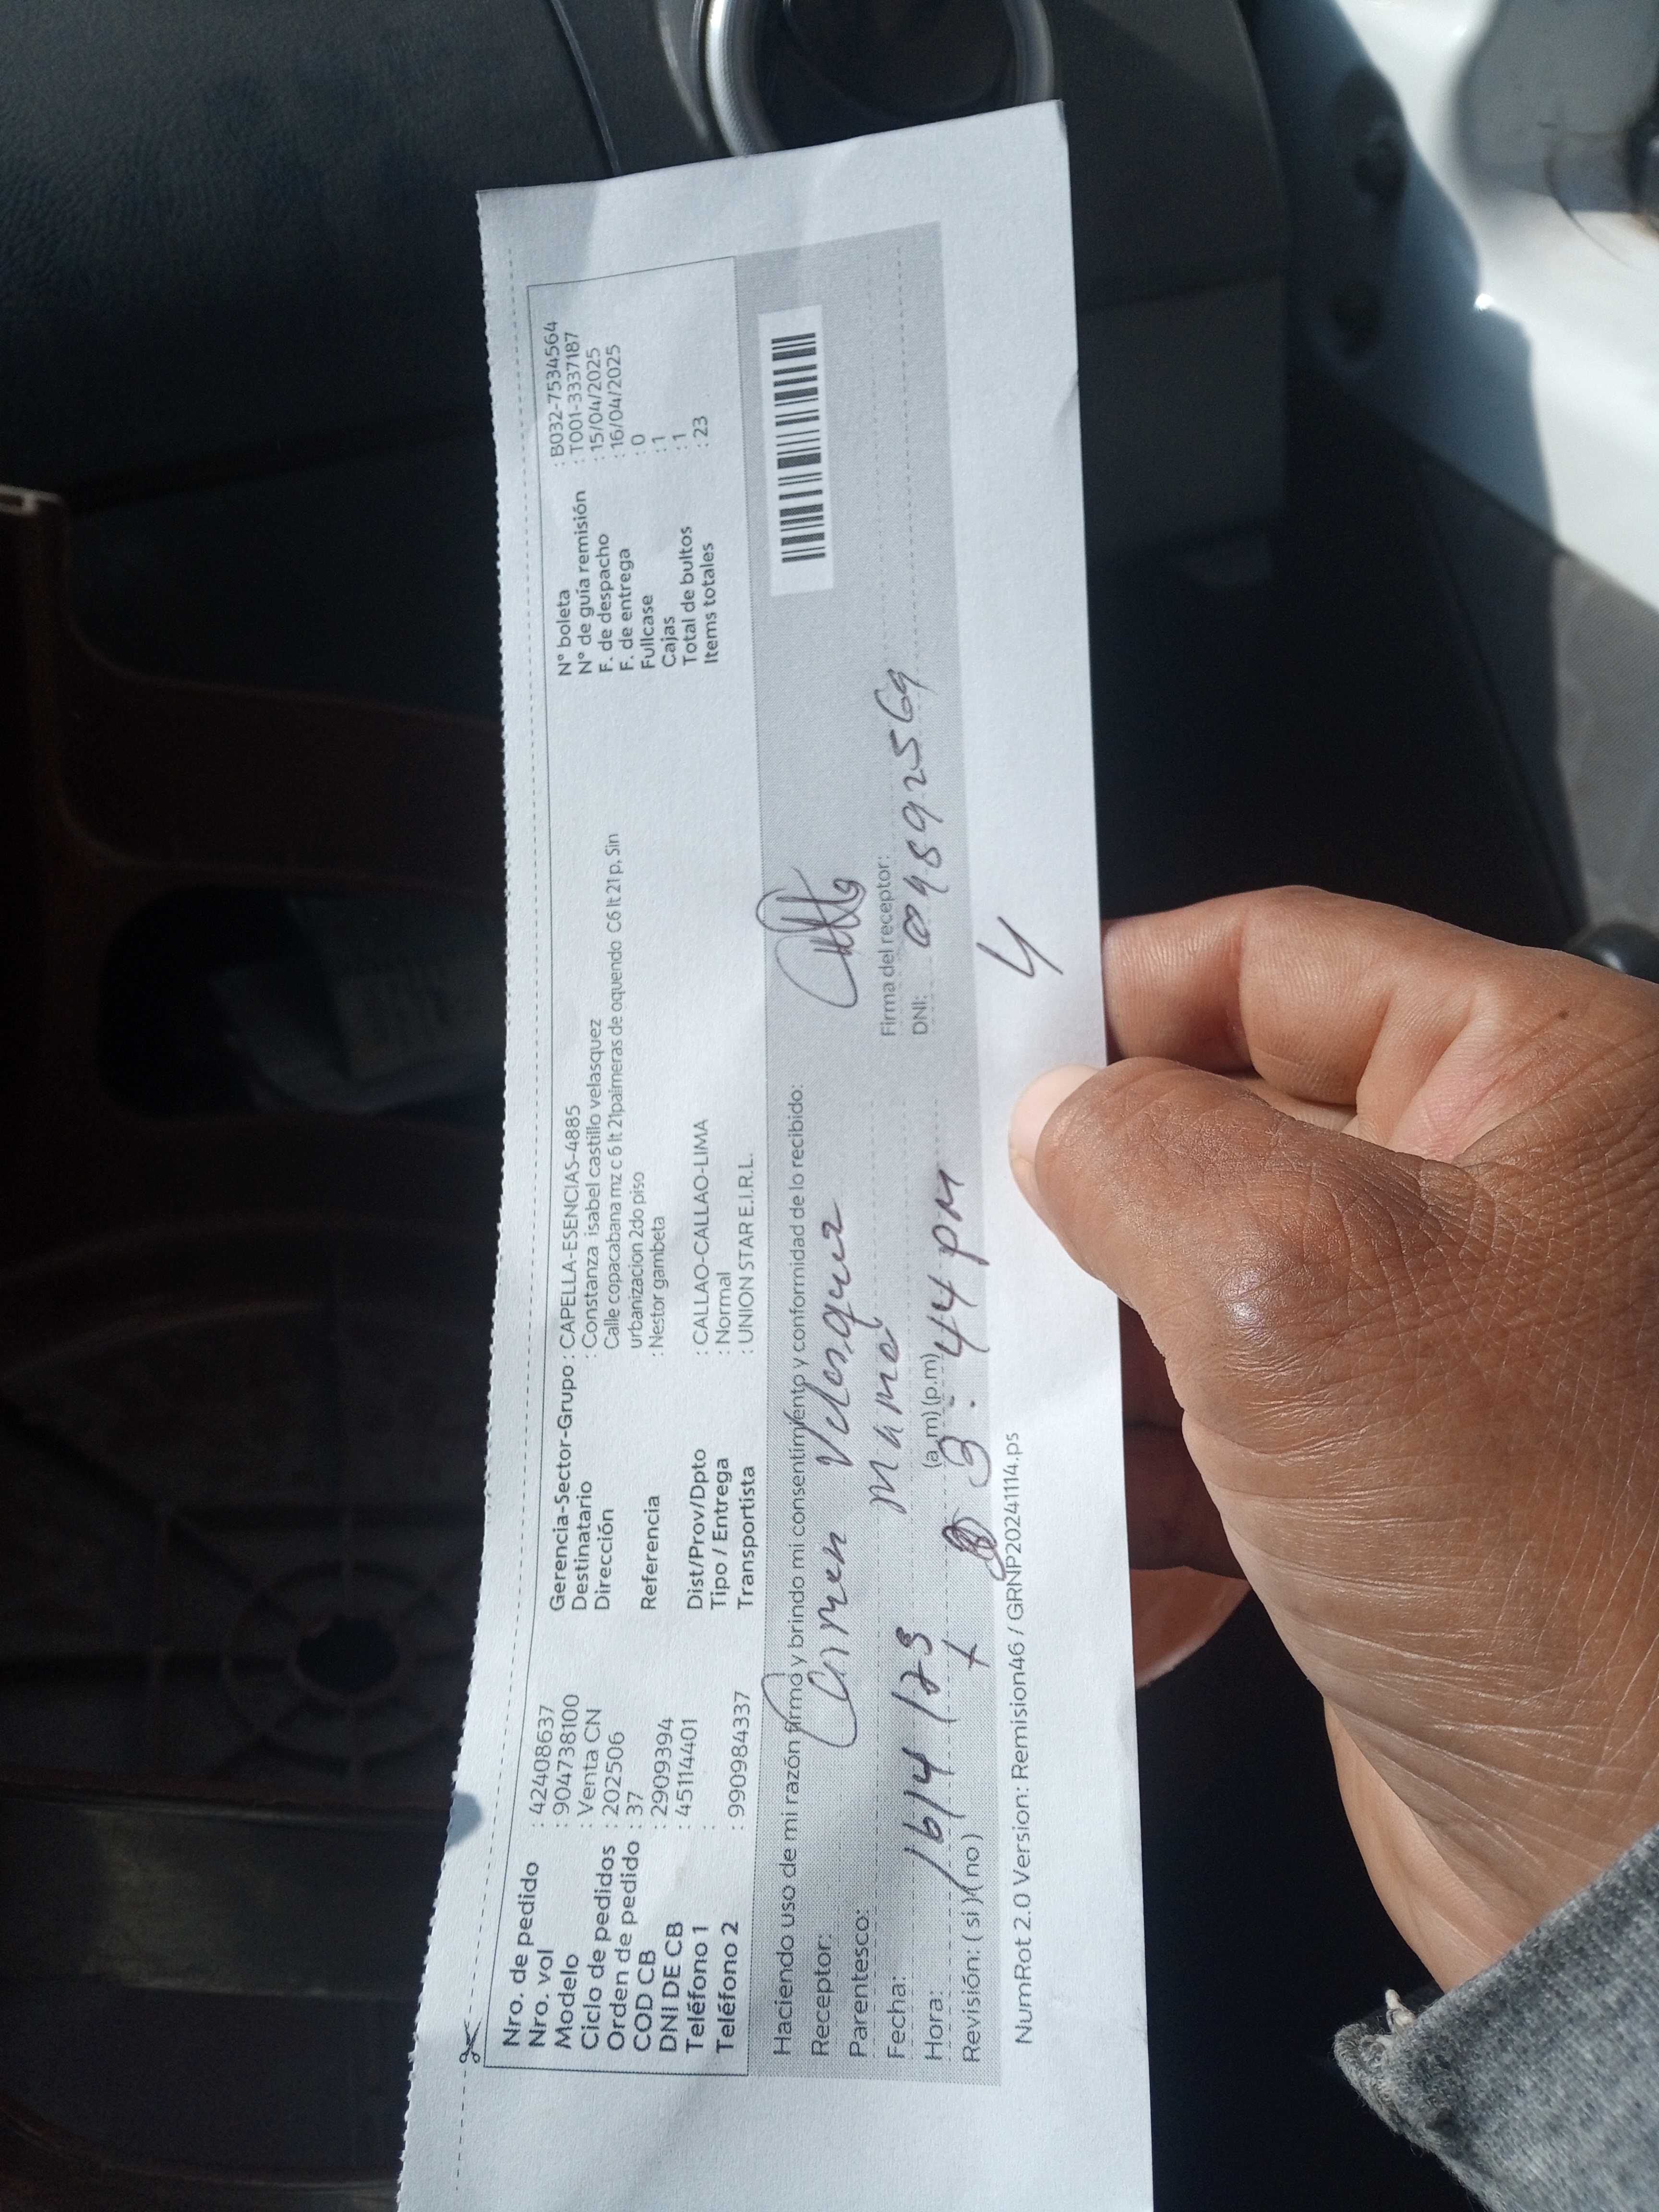 Nro. de pedido : 42408637
Nro. vol : 904738100
Modelo : Venta CN
Ciclo de pedidos : 202506
Orden de pedido : 37
COD CB : 2909394
DNI DE CB : 45114401
Teléfono 1 :
Teléfono 2 : 990984337
Gerencia-Sector-Grupo : CAPELLA-ESENCIAS-4885
Destinatario : Constanza isabel castillo velasquez
Dirección Calle copacabana mz c 6 lt 21palmeras de oquendo C6 lt 21 p, Sin
urbanizacion 2do piso
Referencia : Nestor gambeta
Dist/Prov/Dpto : CALLAO-CALLAO-LIMA
Tipo / Entrega : Normal
Transportista : UNION STAR E.I.R.L.
N° boleta : B032-7534564
N° de guía remisión : T001-3337187
F. de despacho : 15/04/2025
F. de entrega : 16/04/2025
Fullcase : 0
Cajas : 1
Total de bultos : 1
Items totales : 23
Haciendo uso de mi razón firmo y brindo mi consentimiento y conformidad de lo recibido:
Receptor: Carmen Velasquez
Parentesco: mama
Fecha: 16/4/25
Hora: (a.m) (p.m) 3:44 pm
Revisión: ( si ) (no )
Firma del receptor:
DNI:
4
NumRot 2.0 Version: Remision46 / GRNP20241114.ps